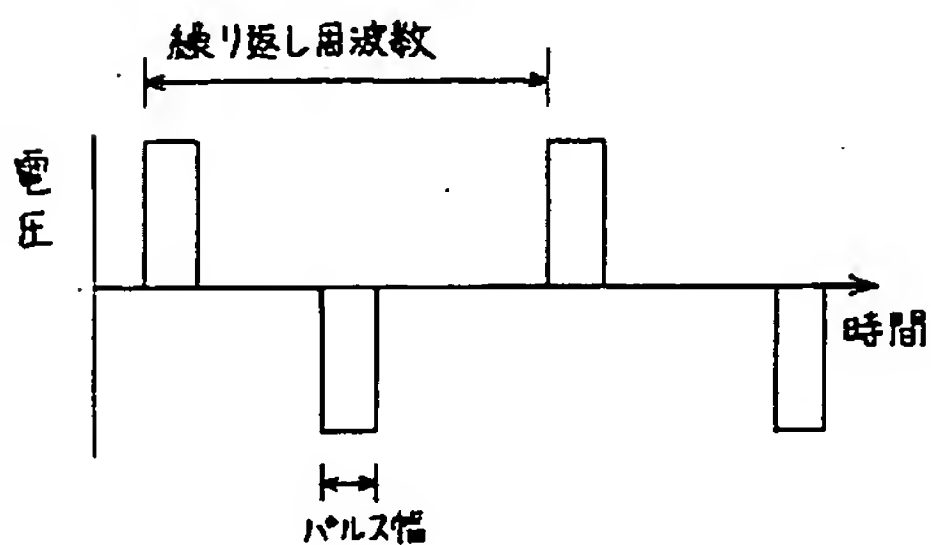 繰り返し周波数
電圧
時間
パルス幅